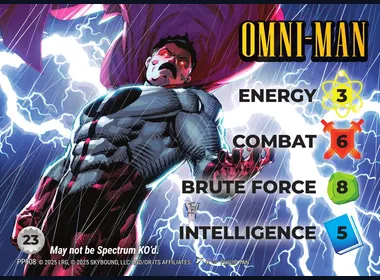 OMNI-MAN
ENERGY 3
COMBAT 6
BRUTE FORCE 8
INTELLIGENCE 5
23
May not be Spectrum KO'd.
© 2025 LRG, © 2025 SKYBOUND, LLC AND/OR ITS AFFILIATES